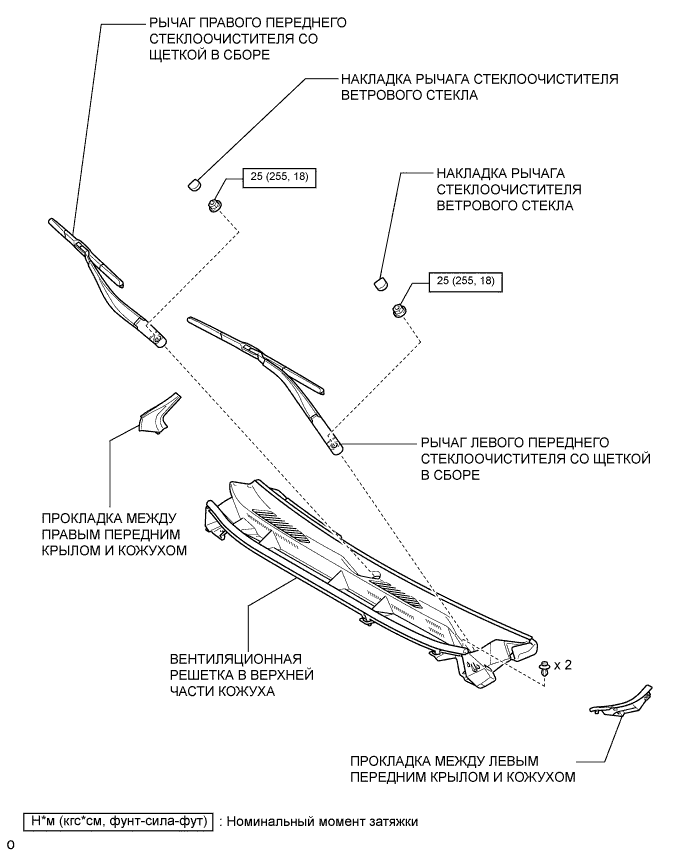 РЫЧАГ ПРАВОГО ПЕРЕДНЕГО
СТЕКЛООЧИСТИТЕЛЯ СО
ЩЕТКОЙ В СБОРЕ
НАКЛАДКА РЫЧАГА СТЕКЛООЧИСТИТЕЛЯ
ВЕТРОВОГО СТЕКЛА
25 (255, 18)
НАКЛАДКА РЫЧАГА
СТЕКЛООЧИСТИТЕЛЯ
ВЕТРОВОГО СТЕКЛА
25 (255, 18)
РЫЧАГ ЛЕВОГО ПЕРЕДНЕГО
СТЕКЛООЧИСТИТЕЛЯ СО ЩЕТКОЙ
В СБОРЕ
ПРОКЛАДКА МЕЖДУ
ПРАВЫМ ПЕРЕДНИМ
КРЫЛОМ И КОЖУХОМ
ВЕНТИЛЯЦИОННАЯ
РЕШЕТКА В ВЕРХНЕЙ
ЧАСТИ КОЖУХА
x 2
ПРОКЛАДКА МЕЖДУ ЛЕВЫМ
ПЕРЕДНИМ КРЫЛОМ И КОЖУХОМ
Н*м (кгс*см, фунт-сила-фут) : Номинальный момент затяжки
O